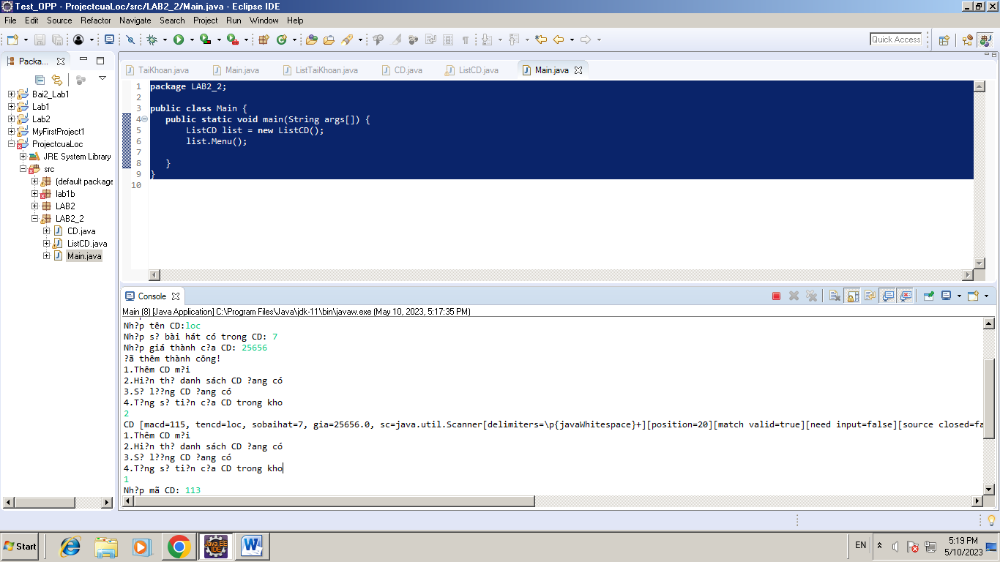 Test_OPP - ProjectcuaLoc/src/LAB2_2/Main.java - Eclipse IDE
File Edit Source Refactor Navigate Search Project Run Window Help
Quick Access
Packa...
TaiKhoan.java Main.java ListTaiKhoan.java CD.java ListCD.java Main.java
Bai2_Lab1
Lab1
Lab2
MyFirstProject1
ProjectcuaLoc
JRE System Library
src
(default package
lab1b
LAB2
LAB2_2
CD.java
ListCD.java
Main.java
1 package LAB2_2;
2
3 public class Main {
4 public static void main(String args[]) {
5 ListCD list = new ListCD();
6 list.Menu();
7
8 }
9 }
10
Console
Main (8) [Java Application] C:\Program Files\Java\jdk-11\bin\javaw.exe (May 10, 2023, 5:17:35 PM)
Nh?p tên CD:loc
Nh?p s? bài hát có trong CD: 7
Nh?p giá thành c?a CD: 25656
?ã thêm thành công!
1.Thêm CD m?i
2.Hi?n th? danh sách CD ?ang có
3.S? l??ng CD ?ang có
4.T?ng s? ti?n c?a CD trong kho
2
CD [macd=115, tencd=loc, sobaihat=7, gia=25656.0, sc=java.util.Scanner[delimiters=\p{javaWhitespace}+][position=20][match valid=true][need input=false][source closed=fa
1.Thêm CD m?i
2.Hi?n th? danh sách CD ?ang có
3.S? l??ng CD ?ang có
4.T?ng s? ti?n c?a CD trong kho
1
Nh?p mã CD: 113
Start
Java EE
IDE
EN
5:19 PM
5/10/2023